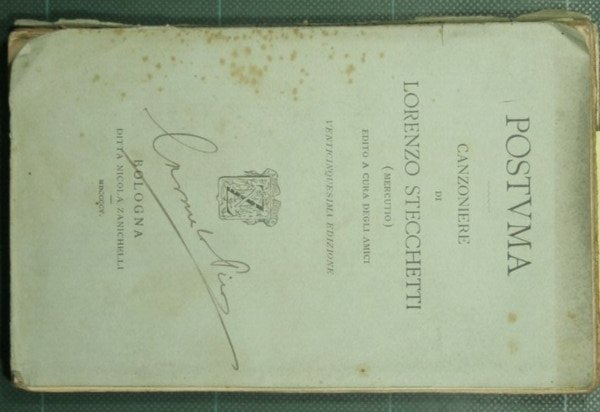 POSTVMA
CANZONIERE
DI
LORENZO STECCHETTI
(MERCUTIO)
EDITO A CURA DEGLI AMICI
VENTICINQUESIMA EDIZIONE
BOLOGNA
DITTA NICOLA ZANICHELLI